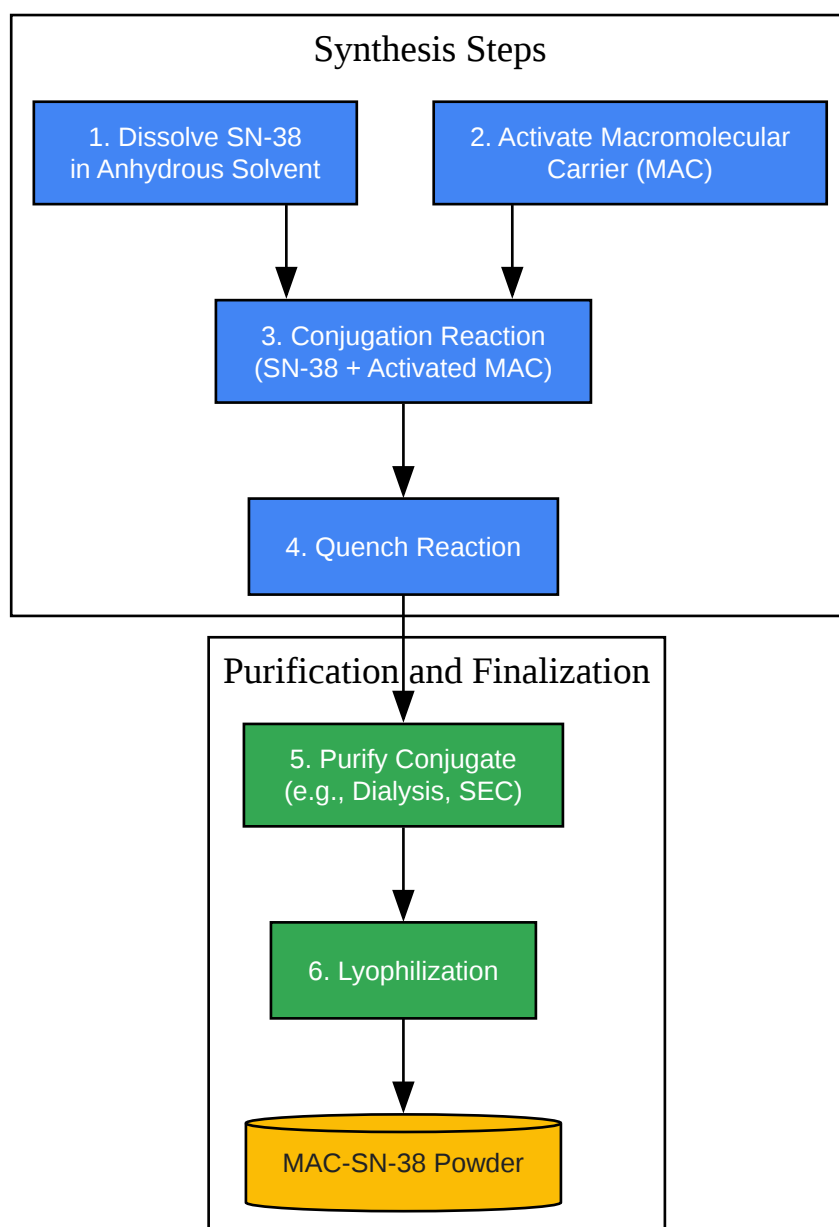 Synthesis Steps
1. Dissolve SN-38
in Anhydrous Solvent
2. Activate Macromolecular
Carrier (MAC)
3. Conjugation Reaction
(SN-38 + Activated MAC)
4. Quench Reaction
Purification and Finalization
5. Purify Conjugate
(e.g., Dialysis, SEC)
6. Lyophilization
MAC-SN-38 Powder